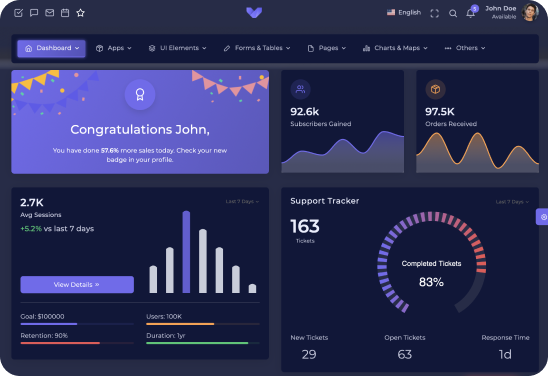 English
1
John Doe
Available
Dashboard
Apps
UI Elements
Forms & Tables
Pages
Charts & Maps
Others
Congratulations John,
You have done 57.6% more sales today. Check your
new badge in your profile.
92.6k
Subscribers Gained
97.5K
Orders Received
2.7K
Last 7 Days
Avg Sessions
+5.2% vs last 7 days
View Details »
Goal: $100000
Users: 100K
Retention: 90%
Duration: 1yr
Support Tracker
Last 7 Days
163
Tickets
Completed Tickets
83%
New Tickets
Open Tickets
Response Time
29
63
1d